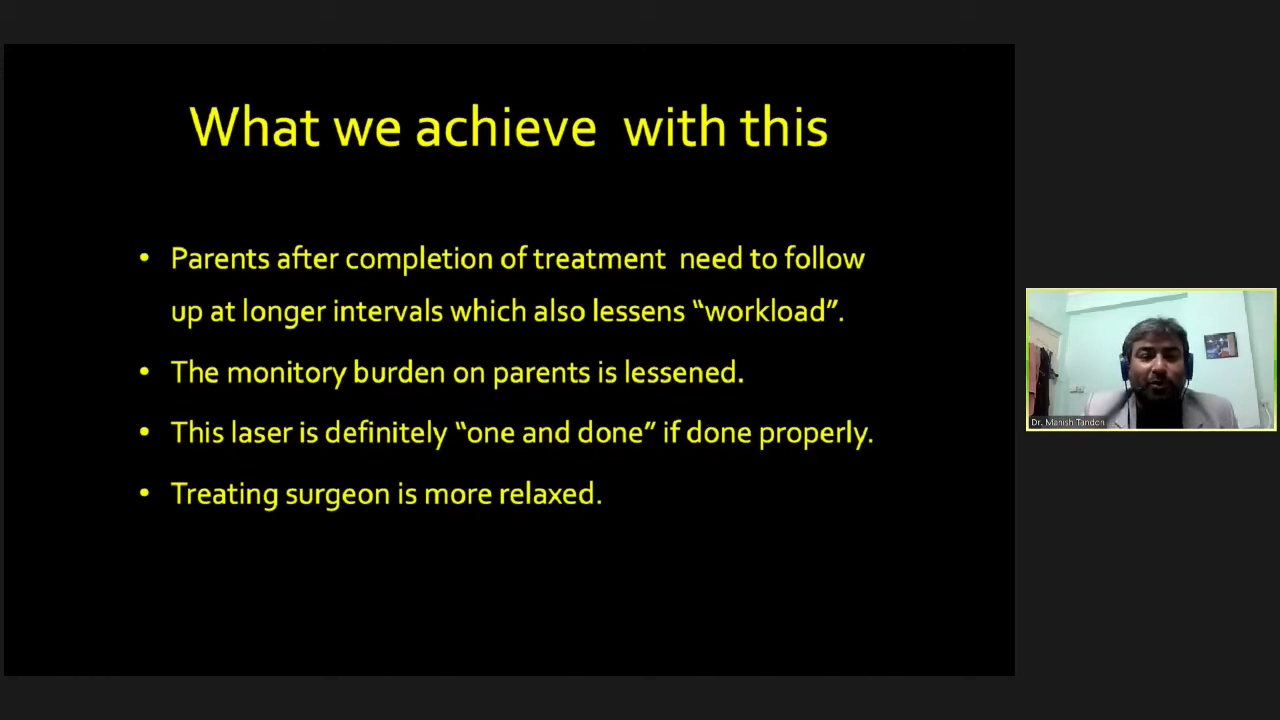 What we achieve  with this
• Parents after completion of treatment  need to follow
up at longer intervals which also lessens “workload”.
• The monitory burden on parents is lessened.
• This laser is definitely “one and done” if done properly.
• Treating surgeon is more relaxed.
Dr. Manish Tandon